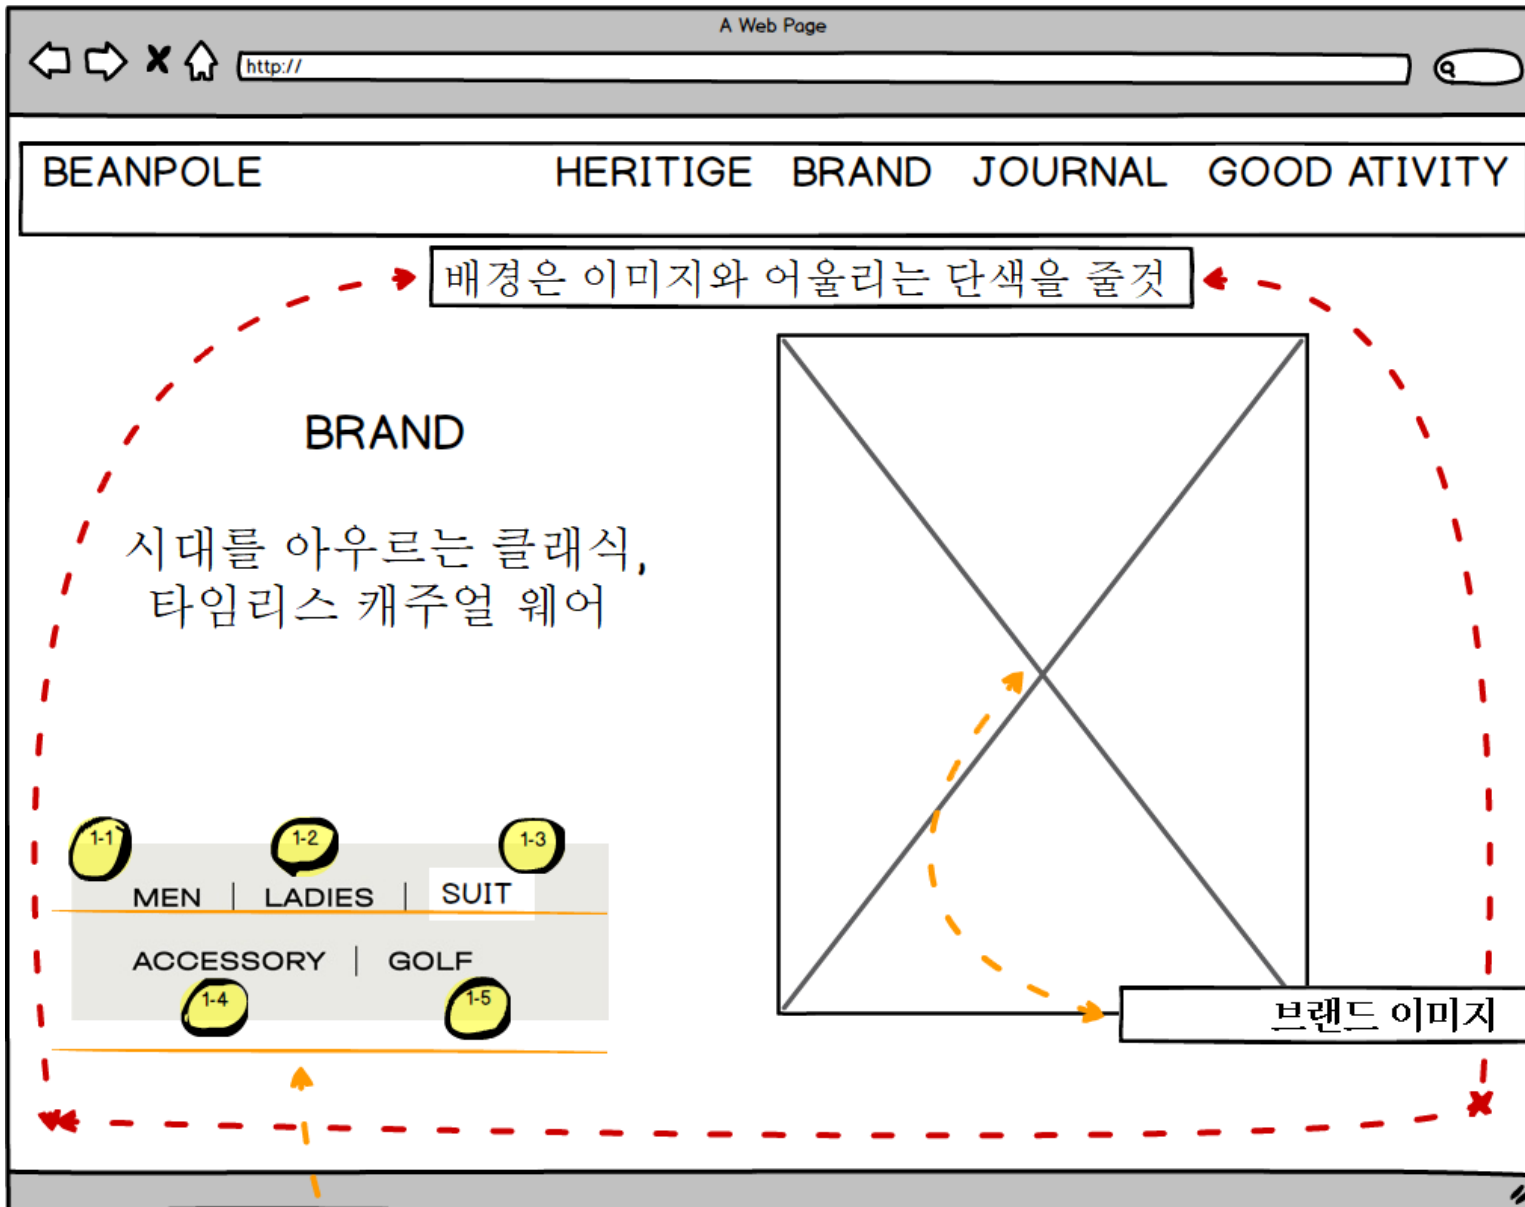 A Web Page
http://
BEANPOLE HERITIGE BRAND JOURNAL GOOD ATIVITY
배경은 이미지와 어울리는 단색을 줄것
BRAND
시대를 아우르는 클래식,
타임리스 캐주얼 웨어
1-1 1-2 1-3
MEN | LADIES | SUIT
ACCESSORY | GOLF
1-4 1-5
브랜드 이미지